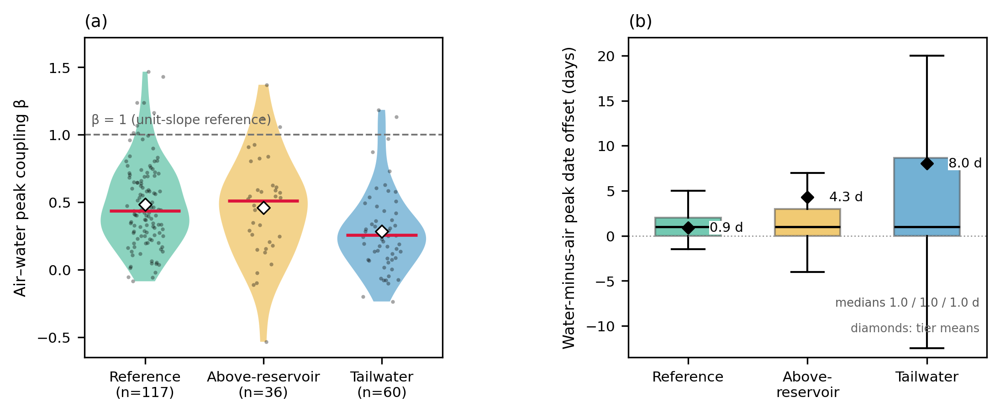 (a)
Air–water peak coupling β
1.5
1.0
0.5
0.0
−0.5
β = 1 (unit-slope reference)
Reference
(n=117)
Above-reservoir
(n=36)
Tailwater
(n=60)
(b)
Water-minus-air peak date offset (days)
20
15
10
5
0
−5
−10
0.9 d
4.3 d
8.0 d
medians 1.0 / 1.0 / 1.0 d
diamonds: tier means
Reference
Above-
reservoir
Tailwater